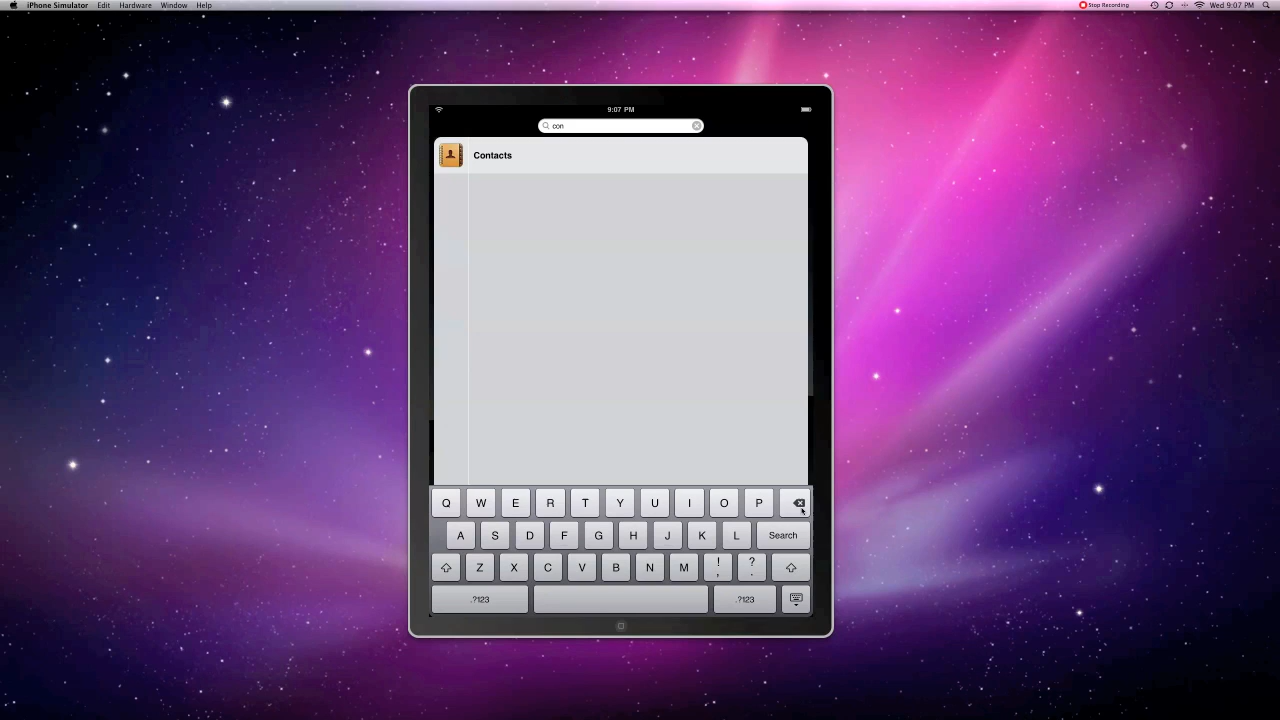 iPhone Simulator Edit Hardware Window Help
Stop Recording Wed 9:07 PM
9:07 PM
con
Contacts
Q W E R T Y U I O P
A S D F G H J K L Search
Z X C V B N M ! , ? .
.?123 .?123